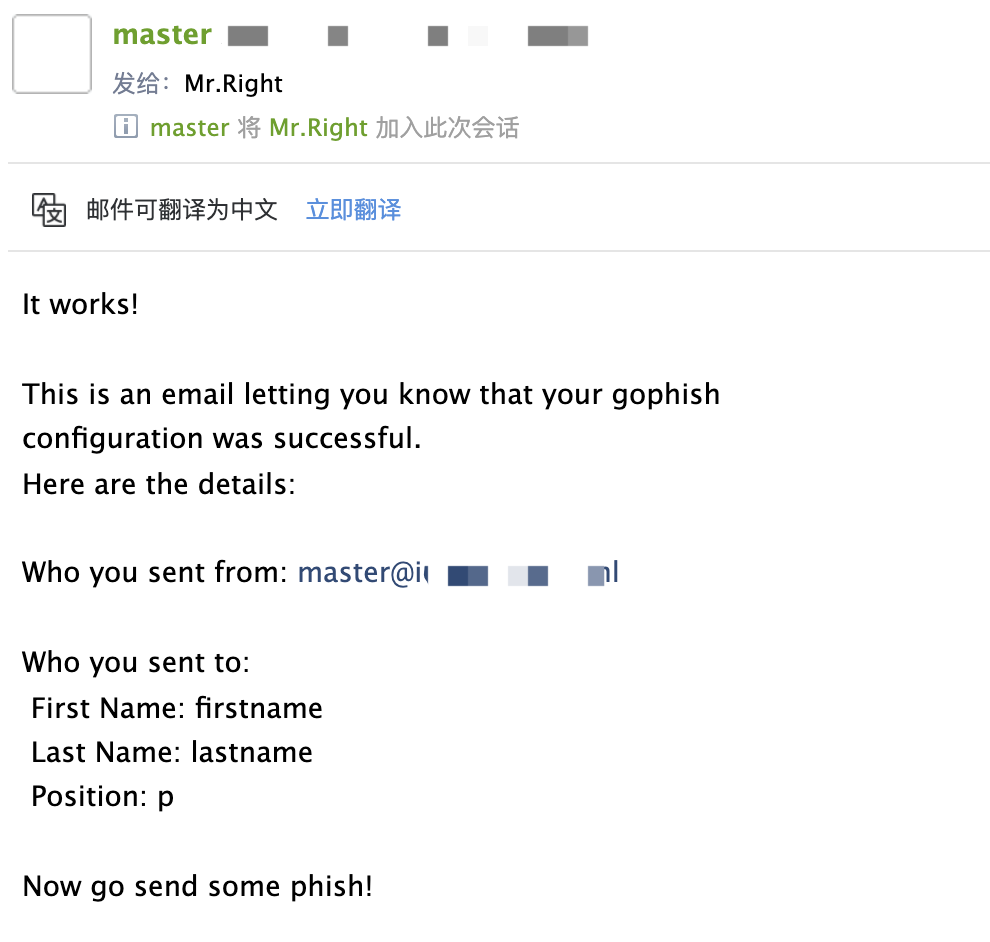 master
发给: Mr.Right
master 将 Mr.Right 加入此次会话
邮件可翻译为中文 立即翻译
It works!
This is an email letting you know that your gophish
configuration was successful.
Here are the details:
Who you sent from:
Who you sent to:
First Name: firstname
Last Name: lastname
Position: p
Now go send some phish!